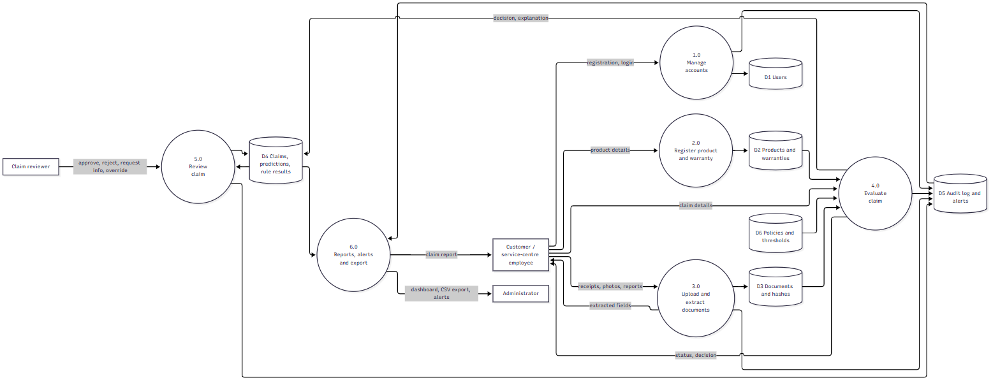 decision, explanation
1.0
Manage
accounts
registration, login
D1 Users
2.0
Register product
and warranty
product details
D2 Products and
warranties
5.0
Review
claim
D4 Claims,
predictions,
rule results
Claim reviewer
approve, reject, request
info, override
4.0
Evaluate
claim
D5 Audit log and
alerts
claim details
D6 Policies and
thresholds
6.0
Reports, alerts
and export
claim report
Customer /
service-centre
employee
dashboard, CSV export,
alerts
Administrator
receipts, photos, reports
extracted fields
3.0
Upload and
extract
documents
D3 Documents
and hashes
status, decision